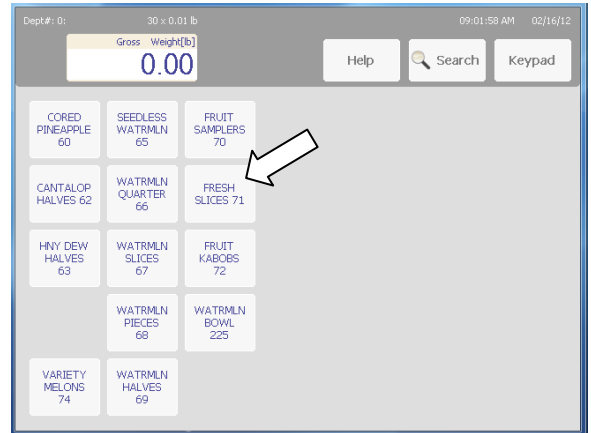 Dept#: 0: 30 x 0.01 lb 09:01:58 AM 02/16/12
Gross Weight[lb]
0.00
Help
Search
Keypad
CORED
PINEAPPLE
60
SEEDLESS
WATRMLN
65
FRUIT
SAMPLERS
70
CANTALOP
HALVES 62
WATRMLN
QUARTER
66
FRESH
SLICES 71
HNY DEW
HALVES
63
WATRMLN
SLICES
67
FRUIT
KABOBS
72
WATRMLN
PIECES
68
WATRMLN
BOWL
225
VARIETY
MELONS
74
WATRMLN
HALVES
69